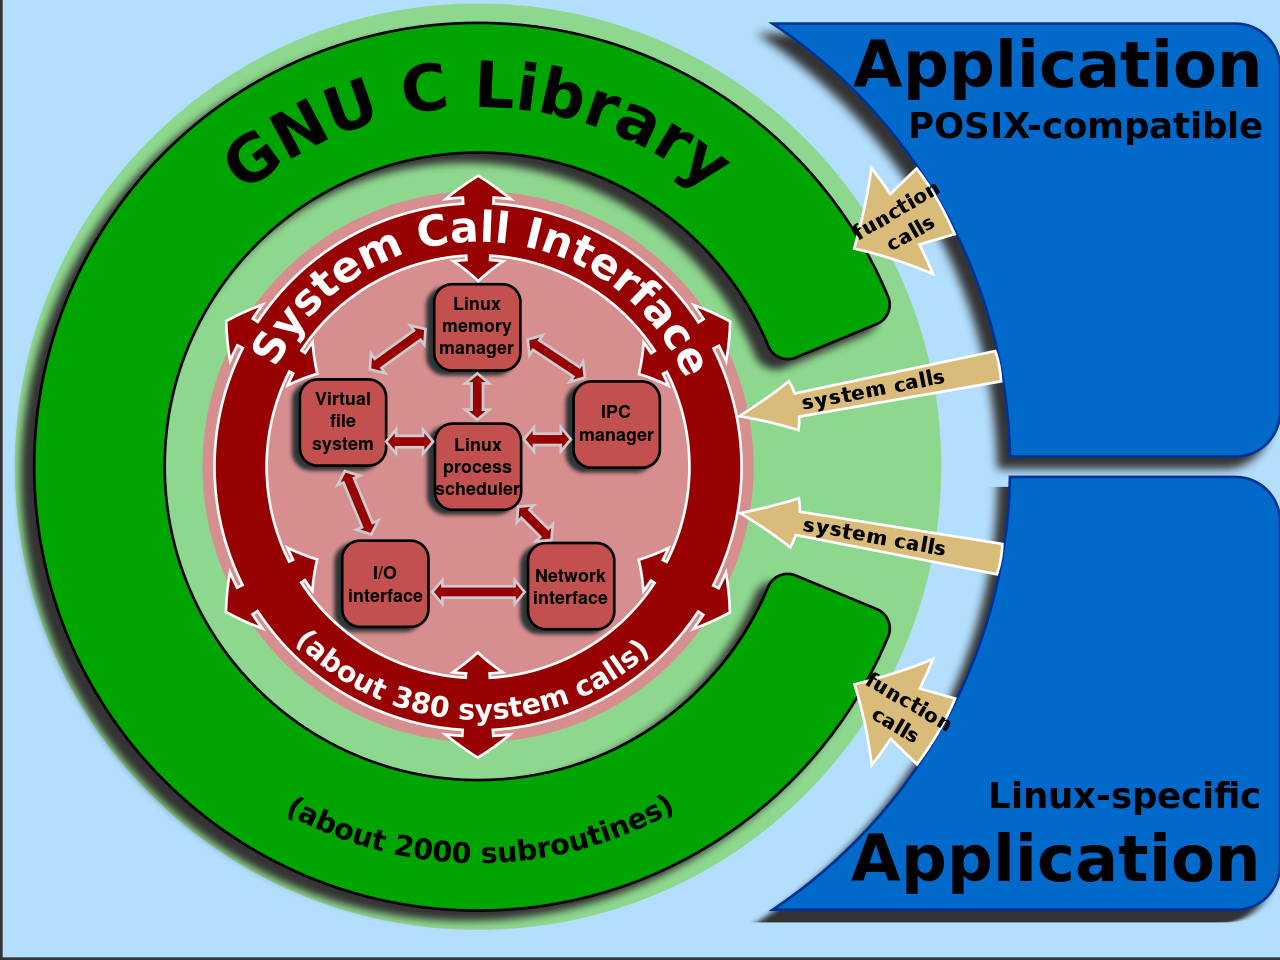 GNU C Library
Application
POSIX-compatible
function
calls
System Call Interface
Linux
memory
manager
system calls
Virtual
file
system
IPC
manager
Linux
process
scheduler
system calls
I/O
interface
Network
interface
(about 380 system calls)
function
calls
(about 2000 subroutines)
Linux-specific
Application